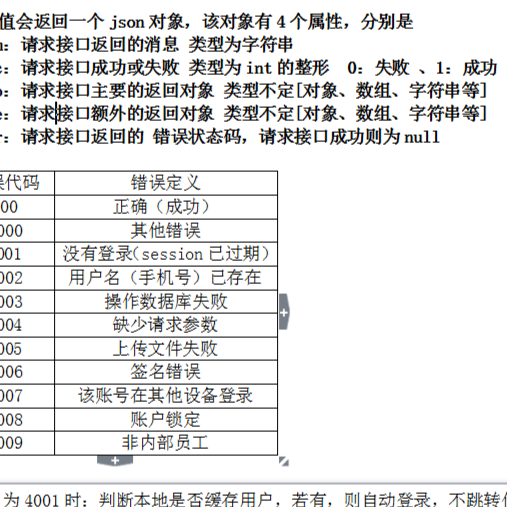 值会返回一个 json 对象，该对象有 4 个属性，分别是
：请求接口返回的消息 类型为字符串
：请求接口成功或失败 类型为 int 的整形 0：失败 、1：成功
：请求接口主要的返回对象 类型不定[对象、数组、字符串等]
：请求接口额外的返回对象 类型不定[对象、数组、字符串等]
：请求接口返回的 错误状态码，请求接口成功则为 null
代码 错误定义
00 正确（成功）
000 其他错误
001 没有登录(session 已过期)
002 用户名（手机号）已存在
003 操作数据库失败
004 缺少请求参数
005 上传文件失败
006 签名错误
007 该账号在其他设备登录
008 账户锁定
009 非内部员工
为 4001 时：判断本地是否缓存用户，若有，则自动登录，不跳转